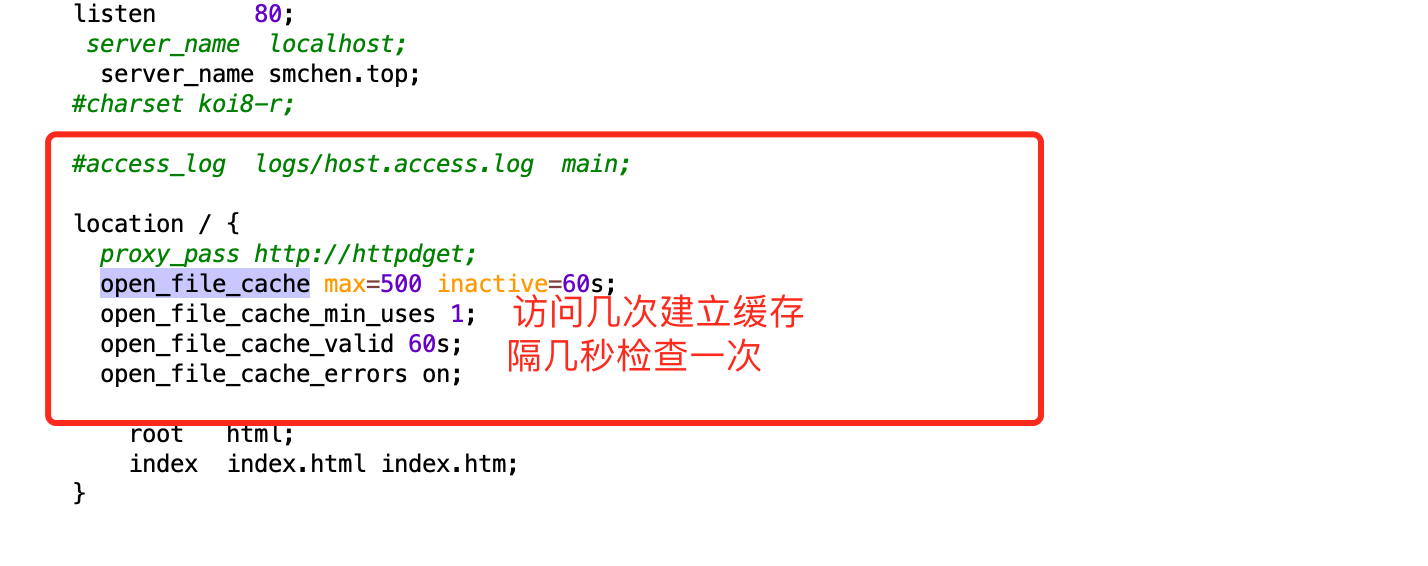 listen       80;
server_name  localhost;
server_name smchen.top;
#charset koi8-r;
#access_log  logs/host.access.log  main;
location / {
proxy_pass http://httpdget;
open_file_cache max=500 inactive=60s;
open_file_cache_min_uses 1; 访问几次建立缓存
open_file_cache_valid 60s; 隔几秒检查一次
open_file_cache_errors on;
root   html;
index  index.html index.htm;
}